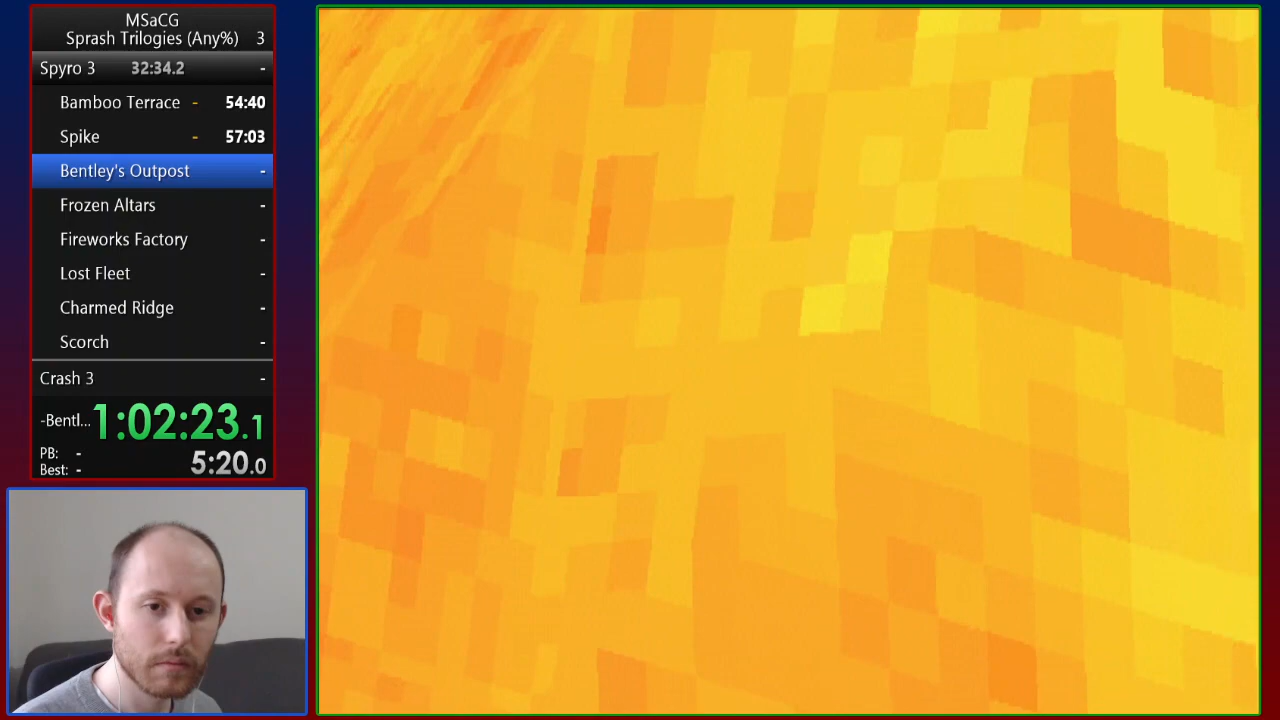 MSaCG
Sprash Trilogies (Any%) 3
Spyro 3 32:34.2 -
Bamboo Terrace - 54:40
Spike - 57:03
Bentley's Outpost -
Frozen Altars -
Fireworks Factory -
Lost Fleet -
Charmed Ridge -
Scorch -
Crash 3 -
-Bentl... 1:02:23.1
PB: -
Best: - 5:20.0